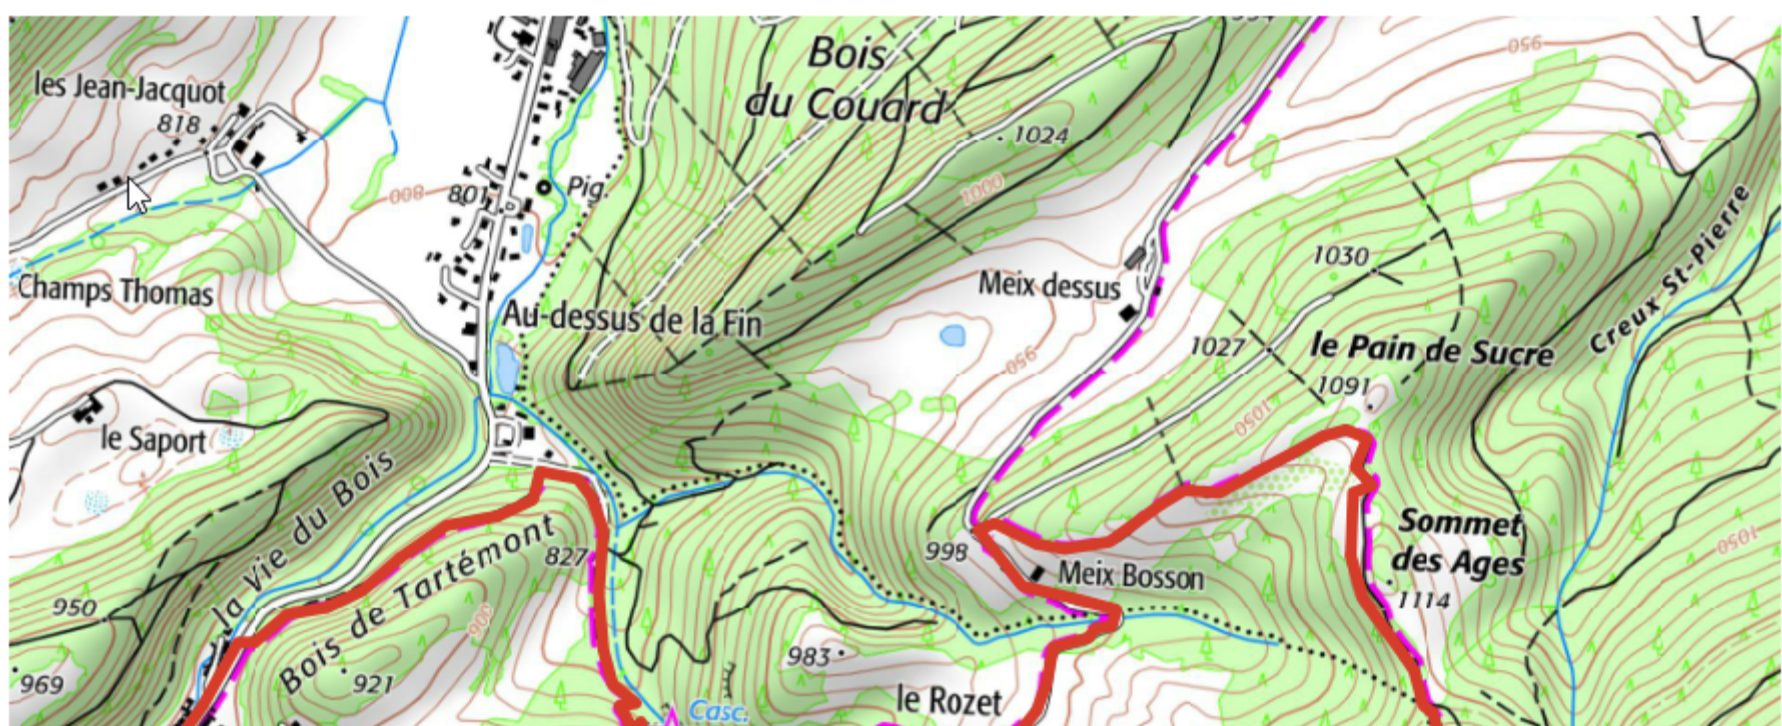 Bois
du Couard
950
les Jean-Jacquot
818
1024
801
Pig.
800
1000
1030
Champs Thomas
Meix dessus
Creux St-Pierre
Au-dessus de la Fin
1027
le Pain de Sucre
950
1091
1050
le Saport
la Vie du Bois
Sommet
des Ages
827
998
Meix Bosson
1050
Bois de Tartémont
950
1114
900
983
969
921
le Rozet
Casc.